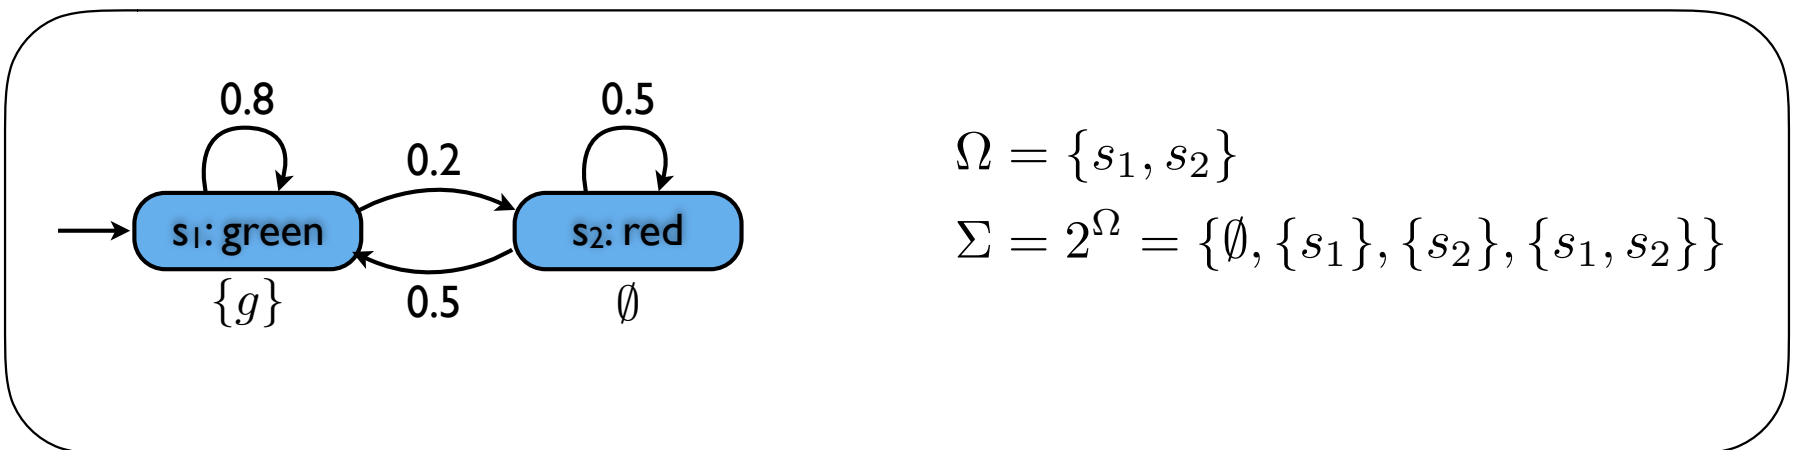 0.8
0.5
0.2
s₁: green
s₂: red
{g}
0.5
∅
Ω = {s₁, s₂}
Σ = 2^Ω = {∅, {s₁}, {s₂}, {s₁, s₂}}